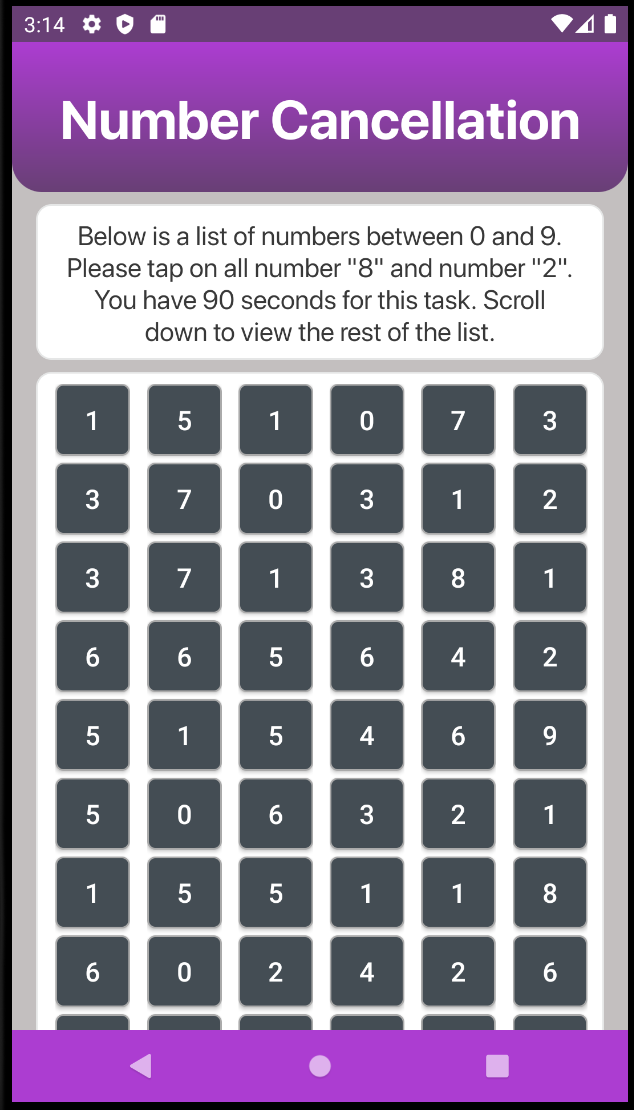 3:14
Number Cancellation
Below is a list of numbers between 0 and 9.
Please tap on all number "8" and number "2".
You have 90 seconds for this task. Scroll
down to view the rest of the list.
1 5 1 0 7 3
3 7 0 3 1 2
3 7 1 3 8 1
6 6 5 6 4 2
5 1 5 4 6 9
5 0 6 3 2 1
1 5 5 1 1 8
6 0 2 4 2 6